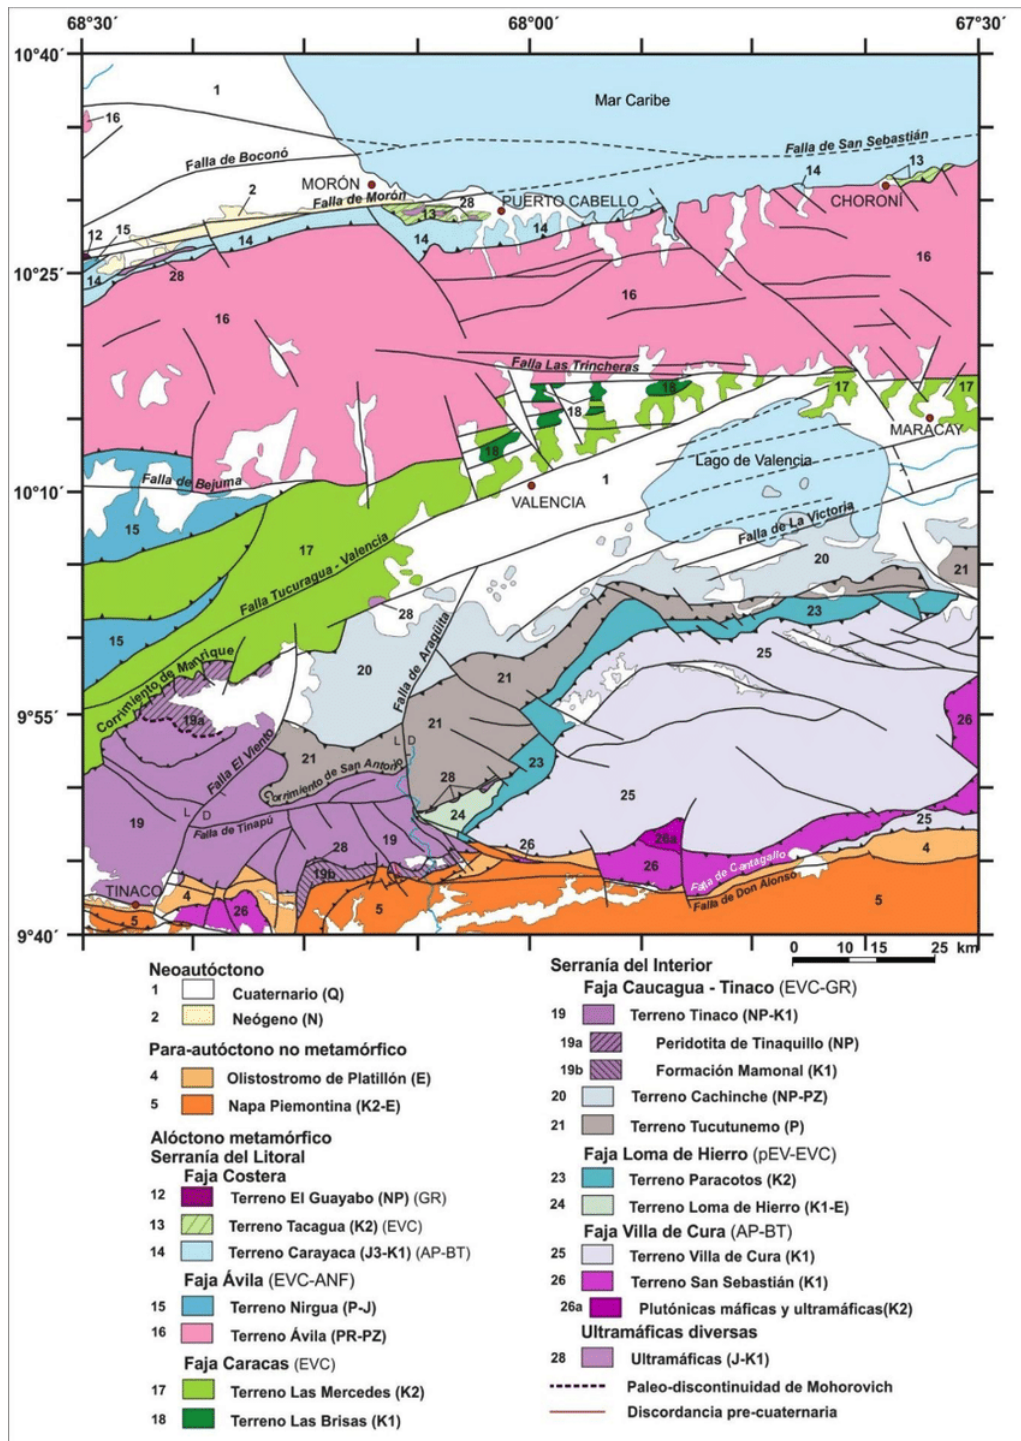 68°30´ 68°00´ 67°30´
10°40´
1
Mar Caribe
16
Falla de San Sebastián
Falla de Boconó
14
13
MORÓN
2
Falla de Morón
28
PUERTO CABELLO
CHORONÍ
13
12
15
14
14
14
16
10°25´
14
28
16
16
Falla Las Trincheras
18
17
17
18
MARACAY
18
Lago de Valencia
Falla de Bejuma
1
10°10´
VALENCIA
15
Falla de La Victoria
17
Falla Tucuragua - Valencia
20
21
28
23
15
Falla de Aragüita
25
Corrimiento de Manrique
20
21
9°55´
19a
21
26
L D
Falla El Viento
21
23
Corrimiento de San Antonio
28
25
L D
19
24
Falla de Tinapú
25
28
19
26
26a
4
19b
26
Falla de Cantagallo
TINACO
4
Falla de Don Alonso
5
26
5
5
9°40´
0 10 15 25 km
Neoautóctono
1 Cuaternario (Q)
2 Neógeno (N)
Para-autóctono no metamórfico
4 Olistostromo de Platillón (E)
5 Napa Piemontina (K2-E)
Alóctono metamórfico
Serranía del Litoral
Faja Costera
12 Terreno El Guayabo (NP) (GR)
13 Terreno Tacagua (K2) (EVC)
14 Terreno Carayaca (J3-K1) (AP-BT)
Faja Ávila (EVC-ANF)
15 Terreno Nirgua (P-J)
16 Terreno Ávila (PR-PZ)
Faja Caracas (EVC)
17 Terreno Las Mercedes (K2)
18 Terreno Las Brisas (K1)
Serranía del Interior
Faja Caucagua - Tinaco (EVC-GR)
19 Terreno Tinaco (NP-K1)
19a Peridotita de Tinaquillo (NP)
19b Formación Mamonal (K1)
20 Terreno Cachinche (NP-PZ)
21 Terreno Tucutunemo (P)
Faja Loma de Hierro (pEV-EVC)
23 Terreno Paracotos (K2)
24 Terreno Loma de Hierro (K1-E)
Faja Villa de Cura (AP-BT)
25 Terreno Villa de Cura (K1)
26 Terreno San Sebastián (K1)
26a Plutónicas máficas y ultramáficas(K2)
Ultramáficas diversas
28 Ultramáficas (J-K1)
Paleo-discontinuidad de Mohorovich
Discordancia pre-cuaternaria